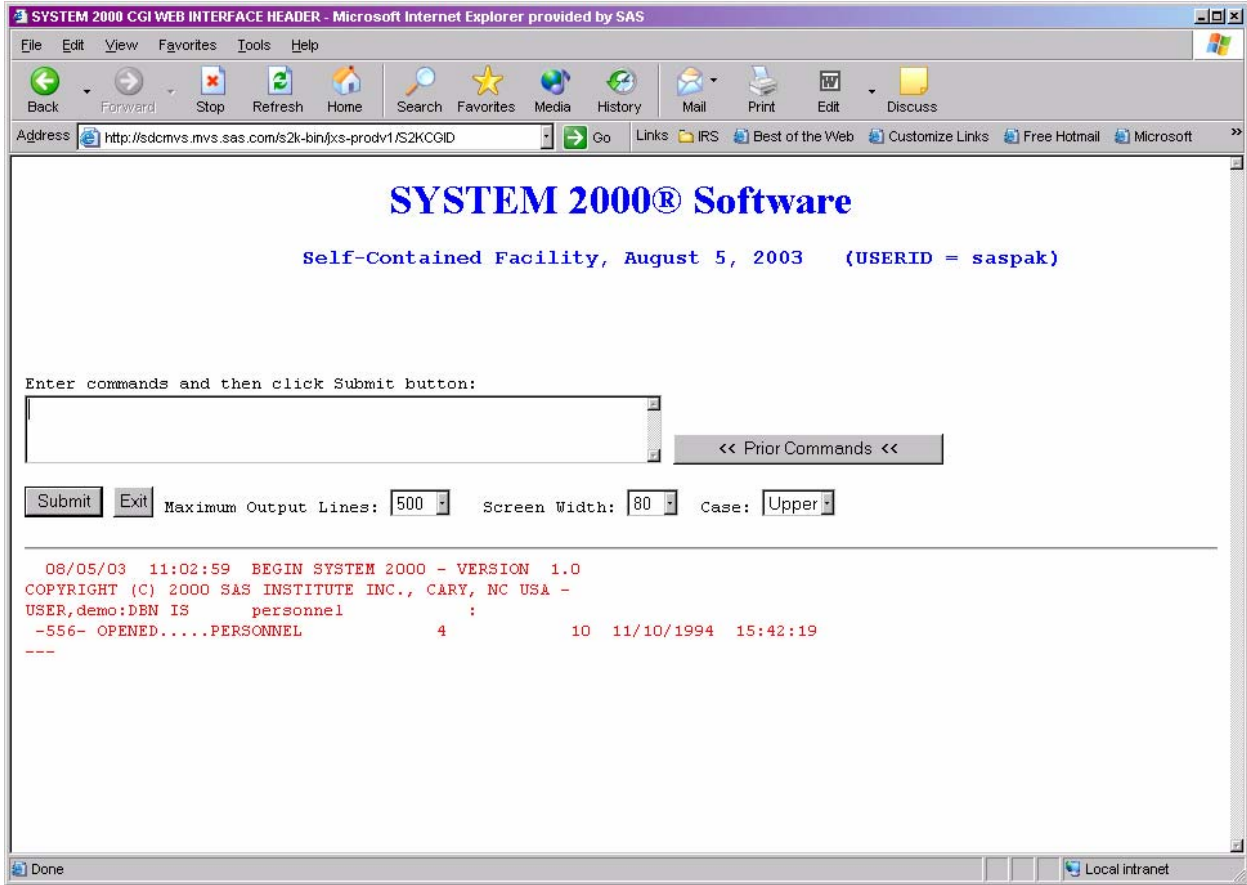 SYSTEM 2000 CGI WEB INTERFACE HEADER - Microsoft Internet Explorer provided by SAS
File Edit View Favorites Tools Help
Back Forward Stop Refresh Home Search Favorites Media History Mail Print Edit Discuss
Address http://sdcmvs.mvs.sas.com/s2k-bin/jxs-prodv1/S2KCGID Go Links IRS Best of the Web Customize Links Free Hotmail Microsoft »
SYSTEM 2000® Software
Self-Contained Facility, August 5, 2003 (USERID = saspak)
Enter commands and then click Submit button:
<< Prior Commands <<
Submit Exit Maximum Output Lines: 500 Screen Width: 80 Case: Upper
08/05/03 11:02:59 BEGIN SYSTEM 2000 - VERSION 1.0
COPYRIGHT (C) 2000 SAS INSTITUTE INC., CARY, NC USA -
USER,demo:DBN IS personnel :
-556- OPENED.....PERSONNEL 4 10 11/10/1994 15:42:19
---
Done Local intranet